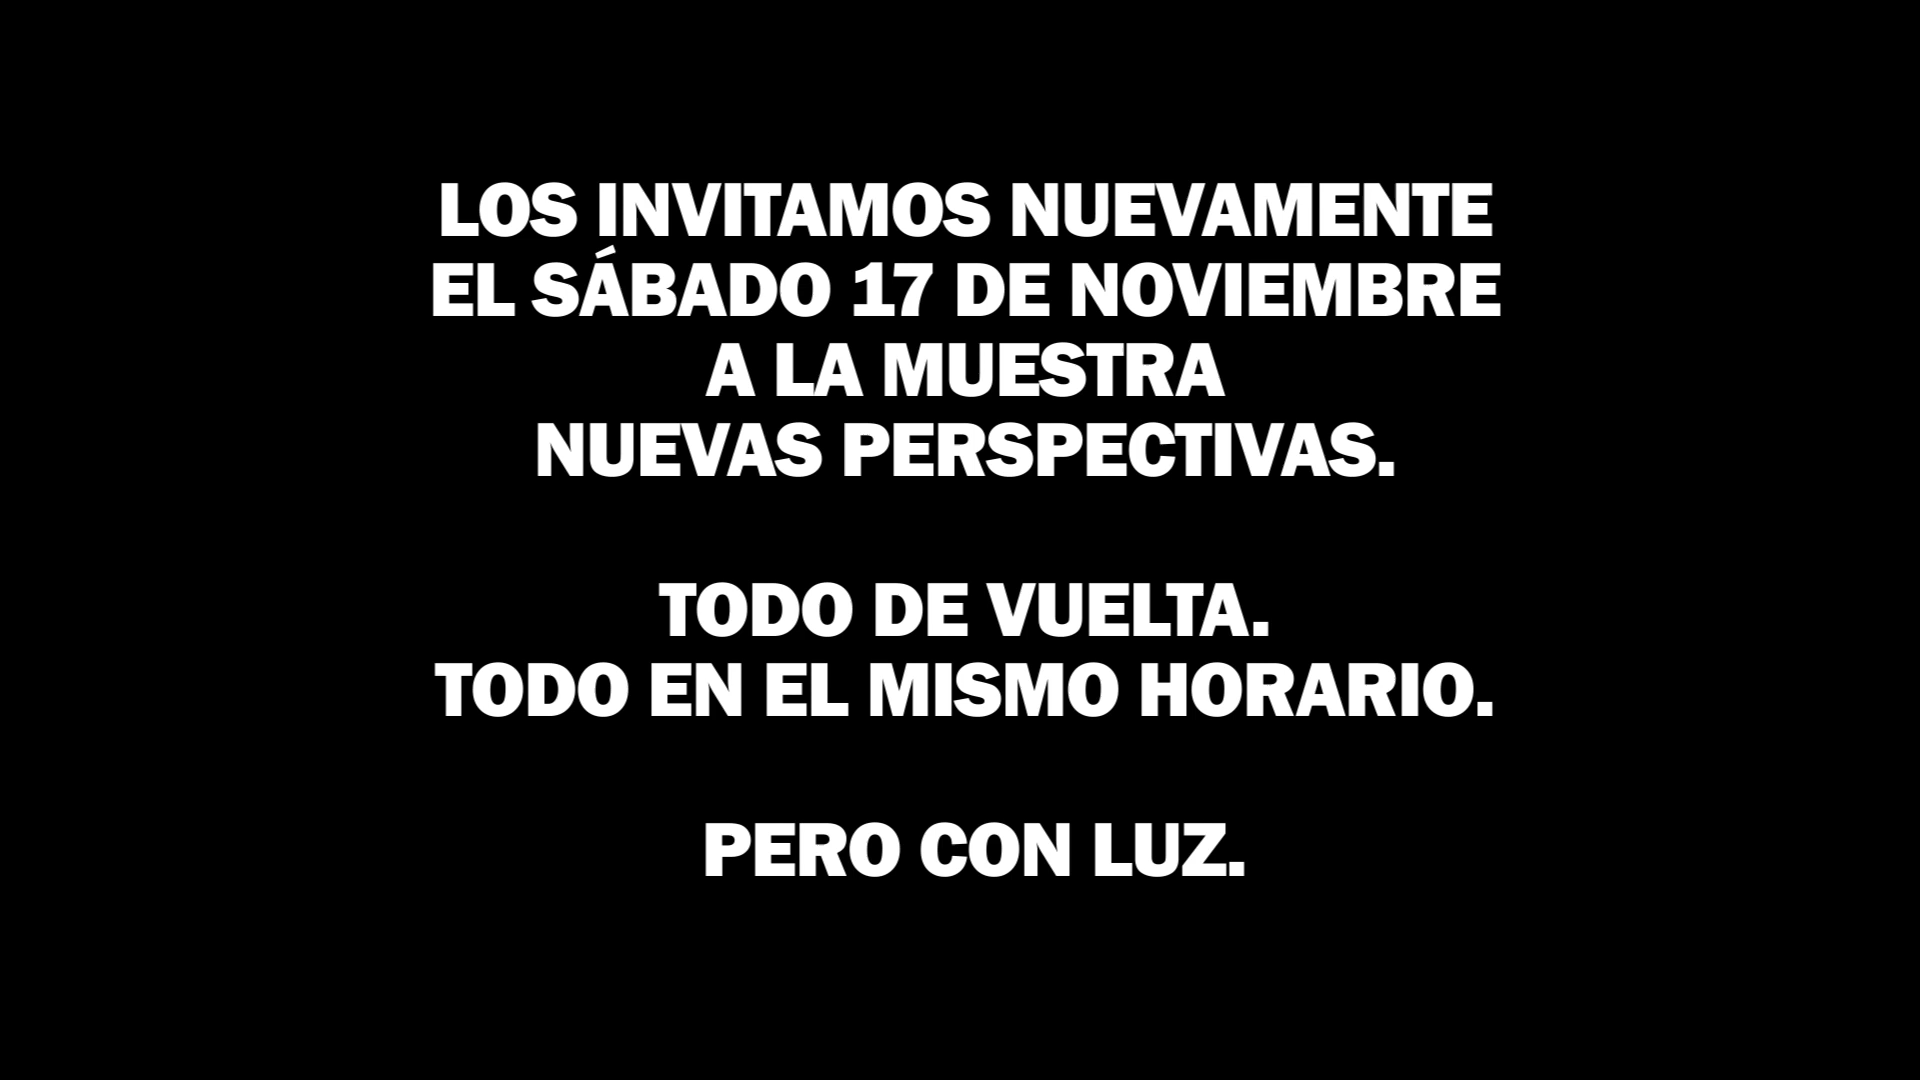 LOS INVITAMOS NUEVAMENTE
EL SÁBADO 17 DE NOVIEMBRE
A LA MUESTRA
NUEVAS PERSPECTIVAS.
TODO DE VUELTA.
TODO EN EL MISMO HORARIO.
PERO CON LUZ.